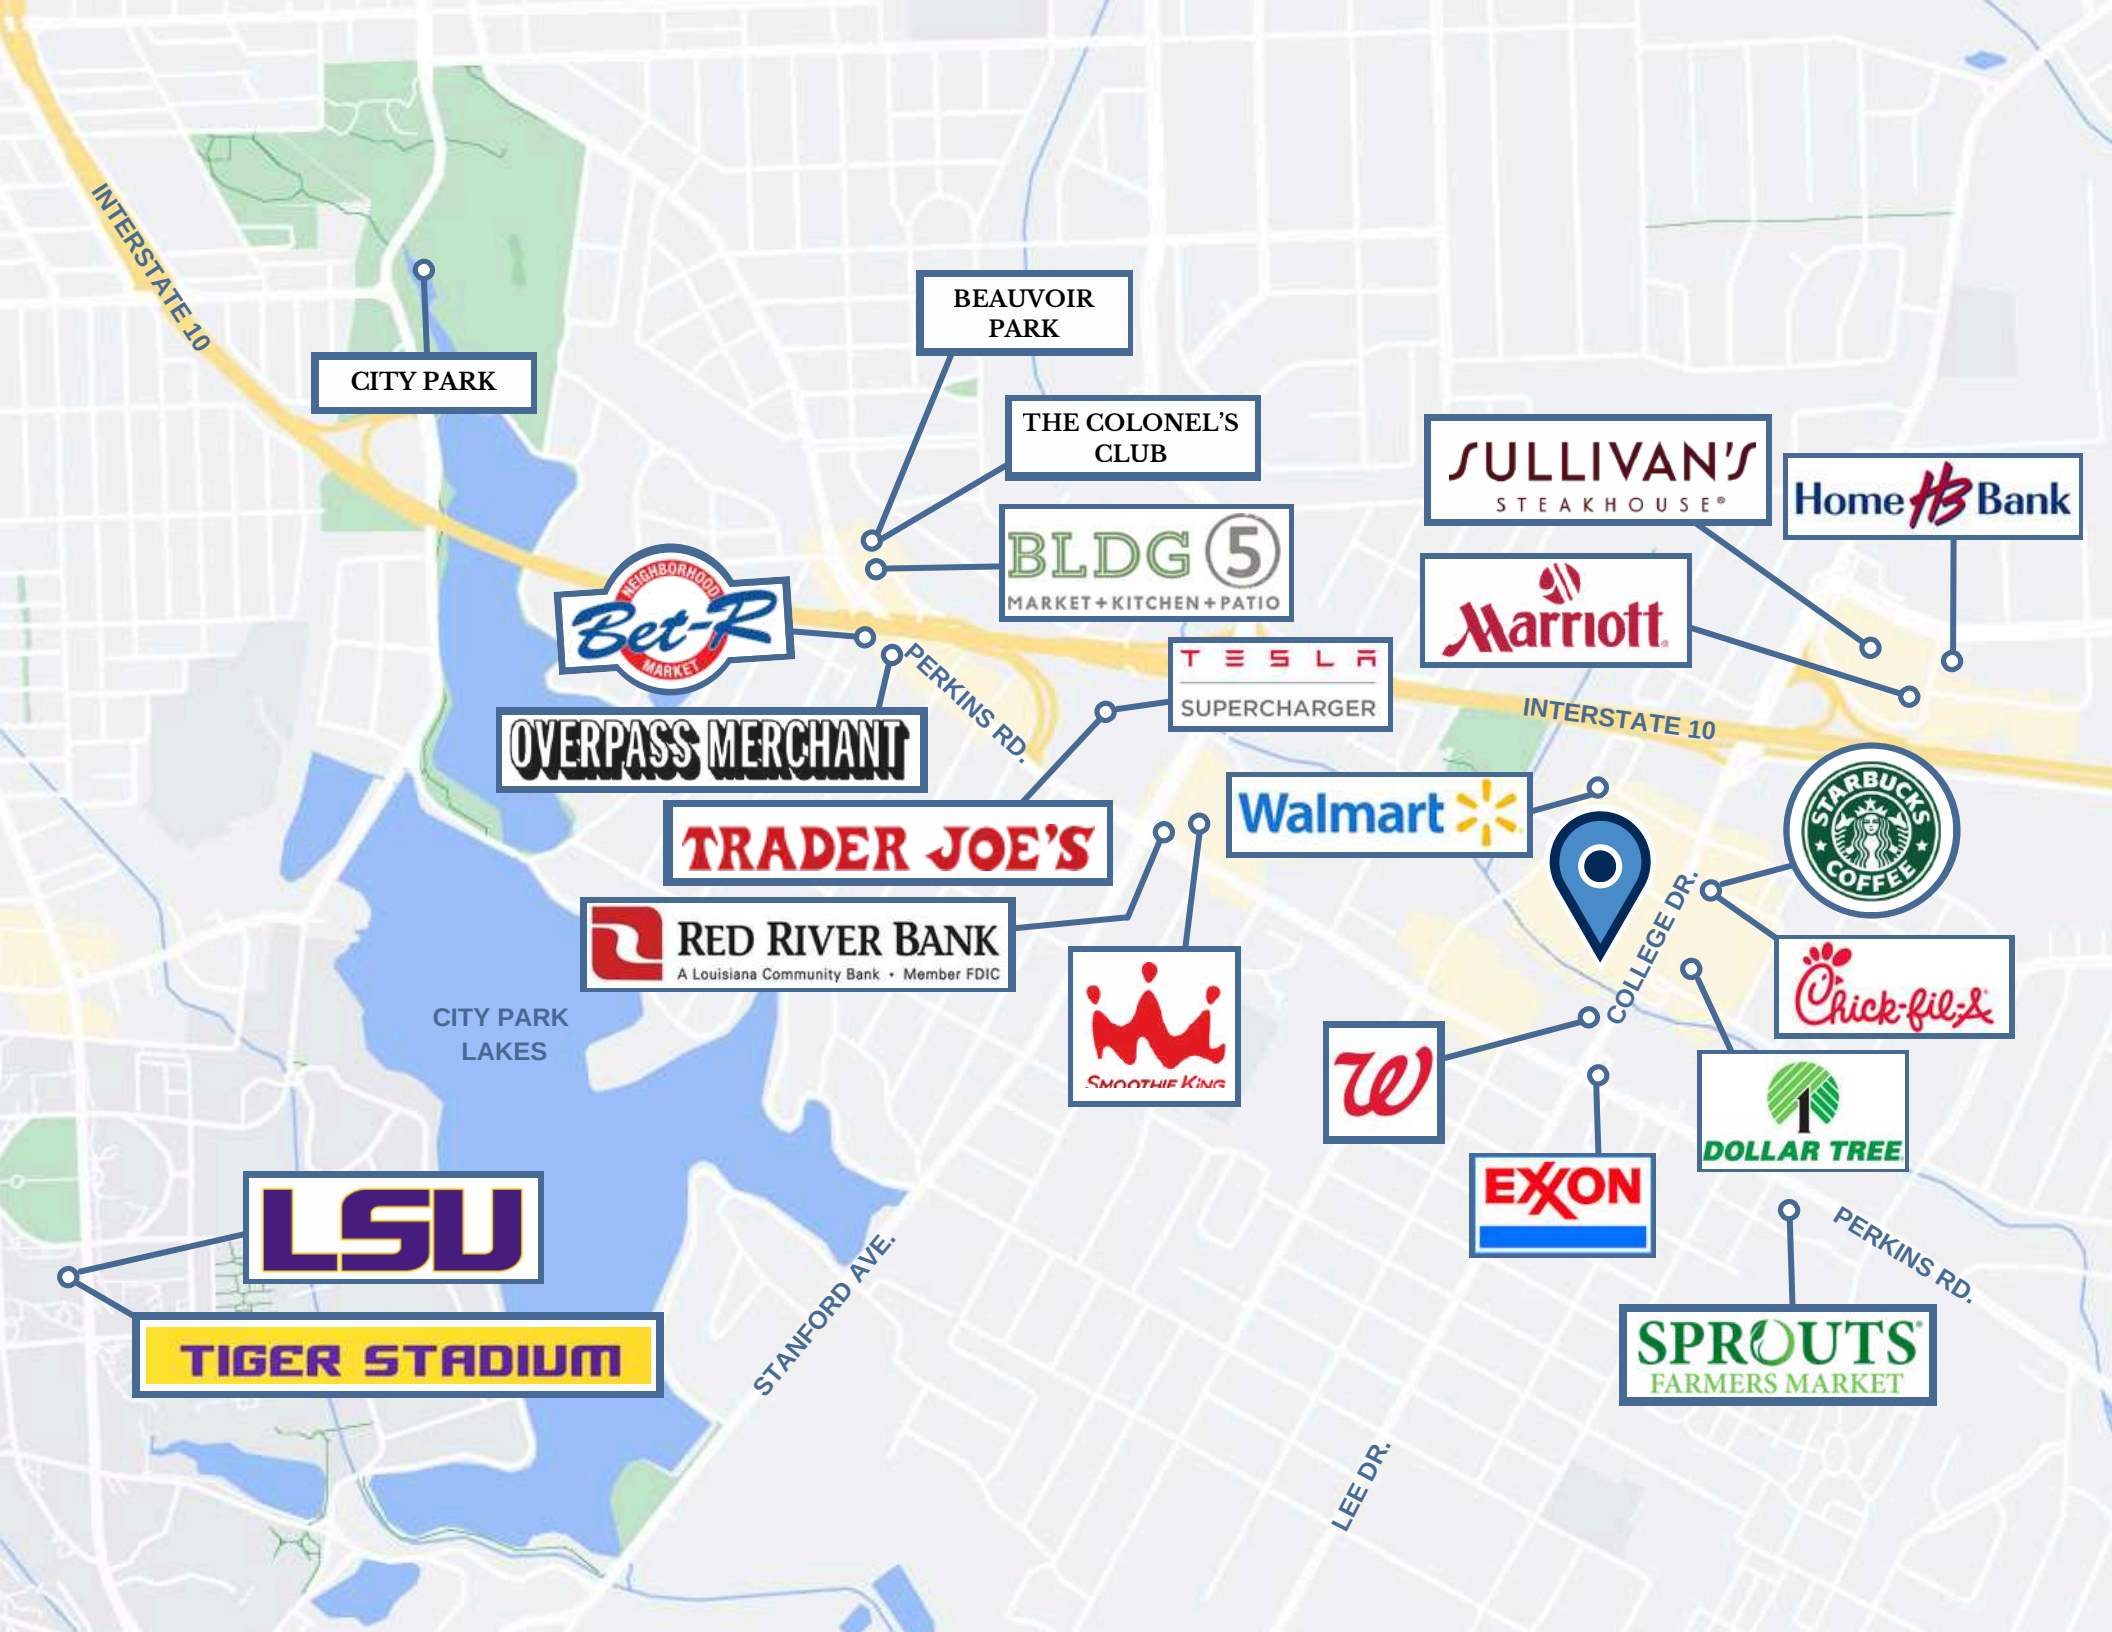 INTERSTATE 10
CITY PARK
BEAUVOIR
PARK
THE COLONEL'S
CLUB
BLDG 5
MARKET+KITCHEN+PATIO
SULLIVAN'S
STEAKHOUSE®
Home HB Bank
Marriott
NEIGHBORHOOD
Bet-R
MARKET
PERKINS RD.
TESLA
SUPERCHARGER
INTERSTATE 10
OVERPASS MERCHANT
TRADER JOE'S
Walmart
STARBUCKS
COFFEE
RED RIVER BANK
A Louisiana Community Bank • Member FDIC
COLLEGE DR.
Chick-fil-A
CITY PARK
LAKES
SMOOTHIE KING
W
DOLLAR TREE
EXXON
LSU
TIGER STADIUM
STANFORD AVE.
PERKINS RD.
SPROUTS
FARMERS MARKET
LEE DR.